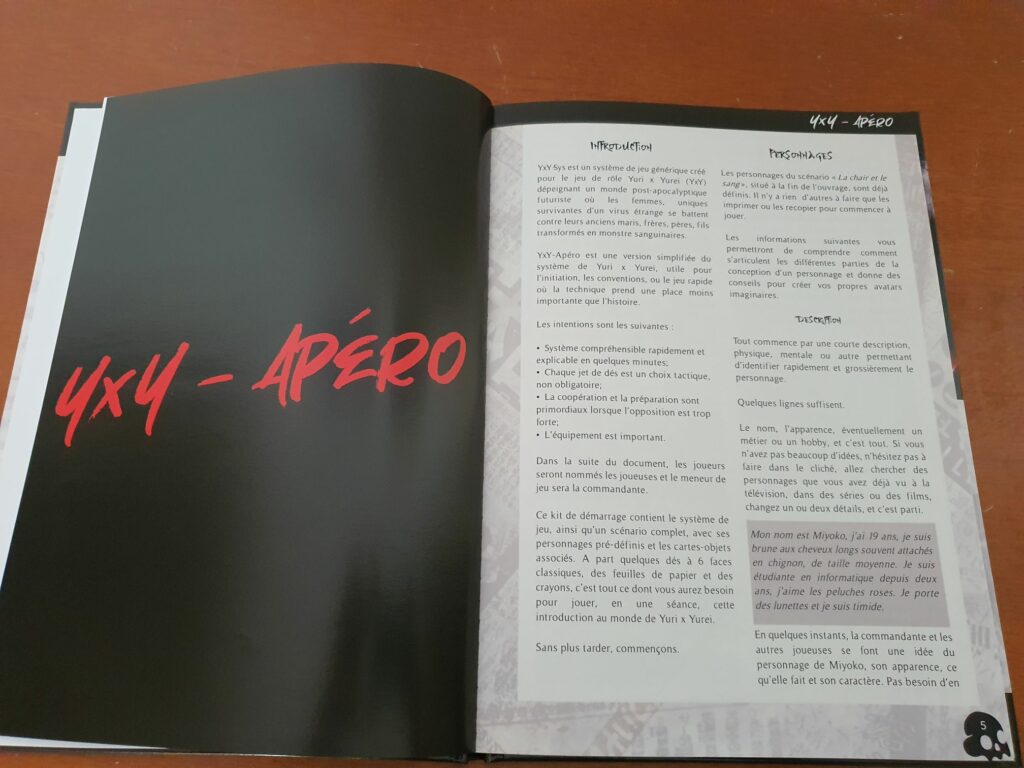 YxY – APÉRO
YxY – APÉRO
INTRODUCTION
YxY-Sys est un système de jeu générique créé
pour le jeu de rôle Yuri x Yurei (YxY)
dépeignant un monde post-apocalyptique
futuriste où les femmes, uniques
survivantes d'un virus étrange se battent
contre leurs anciens maris, frères, pères, fils
transformés en monstre sanguinaires.
YxY-Apéro est une version simplifiée du
système de Yuri x Yurei, utile pour
l'initiation, les conventions, ou le jeu rapide
où la technique prend une place moins
importante que l'histoire.
Les intentions sont les suivantes :
• Système compréhensible rapidement et
explicable en quelques minutes;
• Chaque jet de dés est un choix tactique,
non obligatoire;
• La coopération et la préparation sont
primordiaux lorsque l'opposition est trop
forte;
• L'équipement est important.
Dans la suite du document, les joueurs
seront nommés les joueuses et le meneur de
jeu sera la commandante.
Ce kit de démarrage contient le système de
jeu, ainsi qu'un scénario complet, avec ses
personnages pré-définis et les cartes-objets
associés. A part quelques dés à 6 faces
classiques, des feuilles de papier et des
crayons, c'est tout ce dont vous aurez besoin
pour jouer, en une séance, cette
introduction au monde de Yuri x Yurei.
Sans plus tarder, commençons.
PERSONNAGES
Les personnages du scénario « La chair et le
sang», situé à la fin de l'ouvrage, sont déjà
définis. Il n'y a rien d'autres à faire que les
imprimer ou les recopier pour commencer à
jouer.
Les informations suivantes vous
permettront de comprendre comment
s'articulent les différentes parties de la
conception d'un personnage et donne des
conseils pour créer vos propres avatars
imaginaires.
DESCRIPTION
Tout commence par une courte description,
physique, mentale ou autre permettant
d'identifier rapidement et grossièrement le
personnage.
Quelques lignes suffisent.
Le nom, l'apparence, éventuellement un
métier ou un hobby, et c'est tout. Si vous
n'avez pas beaucoup d'idées, n'hésitez pas à
faire dans le cliché, allez chercher des
personnages que vous avez déjà vu à la
télévision, dans des séries ou des films,
changez un ou deux détails, et c'est parti.
Mon nom est Miyoko, j'ai 19 ans, je suis
brune aux cheveux longs souvent attachés
en chignon, de taille moyenne. Je suis
étudiante en informatique depuis deux
ans, j'aime les peluches roses. Je porte
des lunettes et je suis timide.
En quelques instants, la commandante et les
autres joueuses se font une idée du
personnage de Miyoko, son apparence, ce
qu'elle fait et son caractère. Pas besoin d'en
5